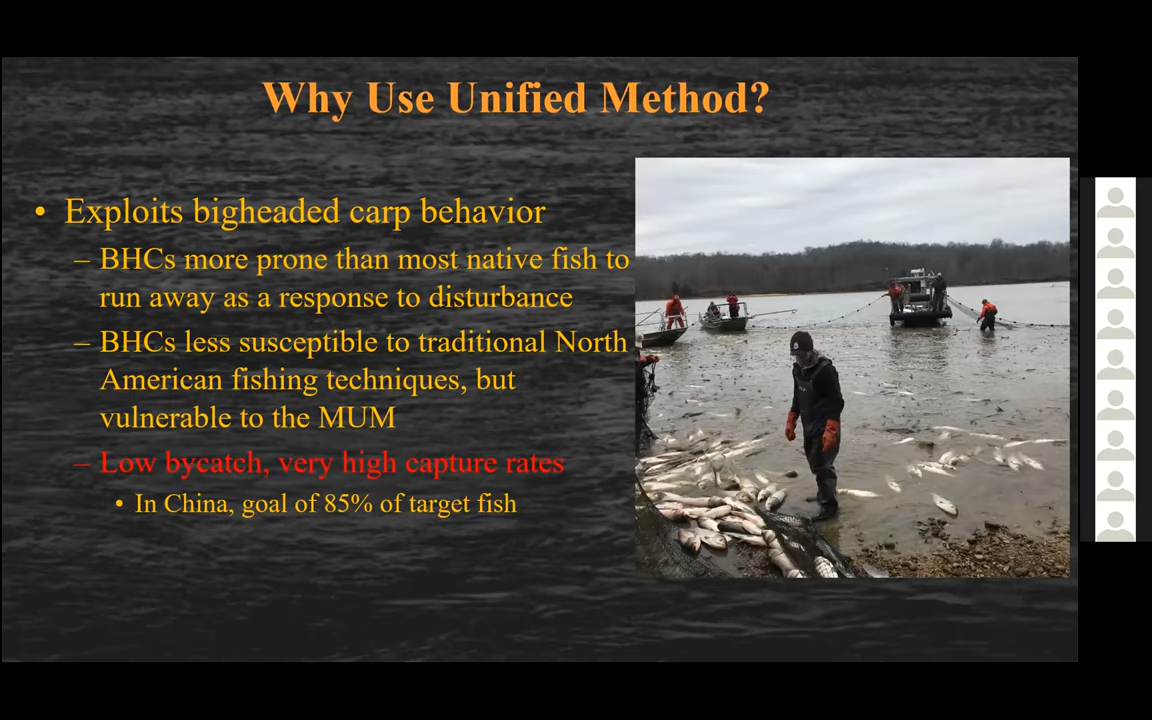 Why Use Unified Method?
• Exploits bigheaded carp behavior
– BHCs more prone than most native fish to
run away as a response to disturbance
– BHCs less susceptible to traditional North
American fishing techniques, but
vulnerable to the MUM
– Low bycatch, very high capture rates
• In China, goal of 85% of target fish